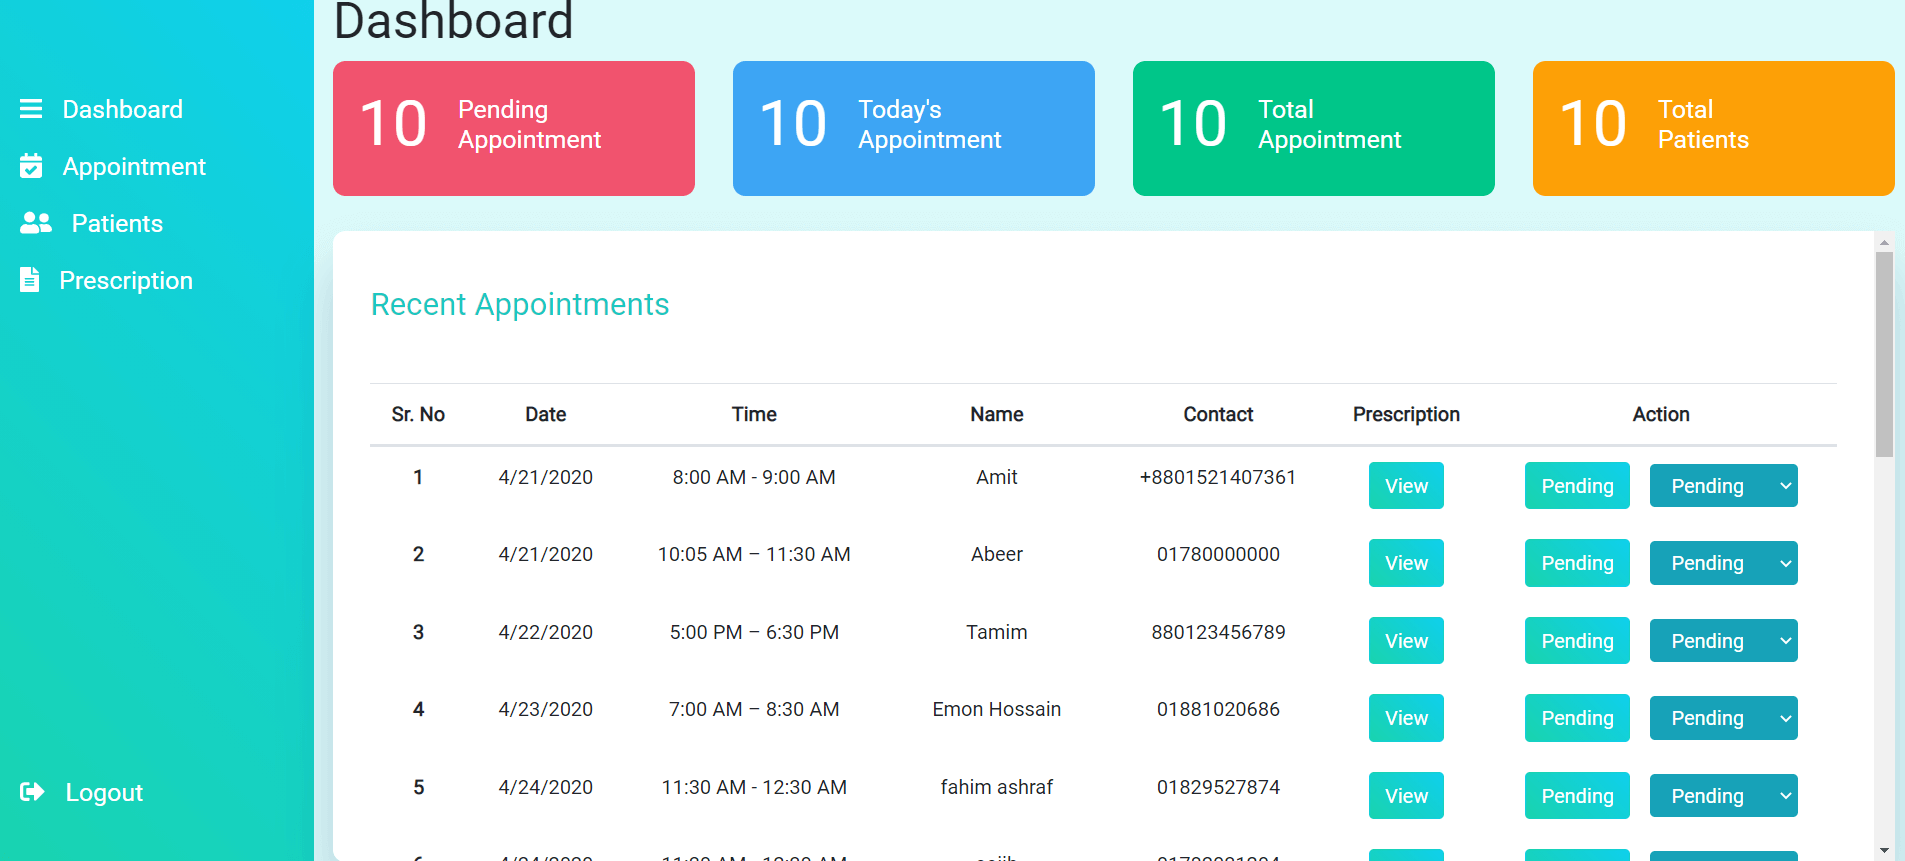 Dashboard
Dashboard
Appointment
Patients
Prescription
Logout
10 Pending
Appointment
10 Today's
Appointment
10 Total
Appointment
10 Total
Patients
Recent Appointments
Sr. No Date Time Name Contact Prescription Action
1 4/21/2020 8:00 AM - 9:00 AM Amit +8801521407361 View Pending Pending
2 4/21/2020 10:05 AM – 11:30 AM Abeer 01780000000 View Pending Pending
3 4/22/2020 5:00 PM – 6:30 PM Tamim 880123456789 View Pending Pending
4 4/23/2020 7:00 AM – 8:30 AM Emon Hossain 01881020686 View Pending Pending
5 4/24/2020 11:30 AM - 12:30 AM fahim ashraf 01829527874 View Pending Pending